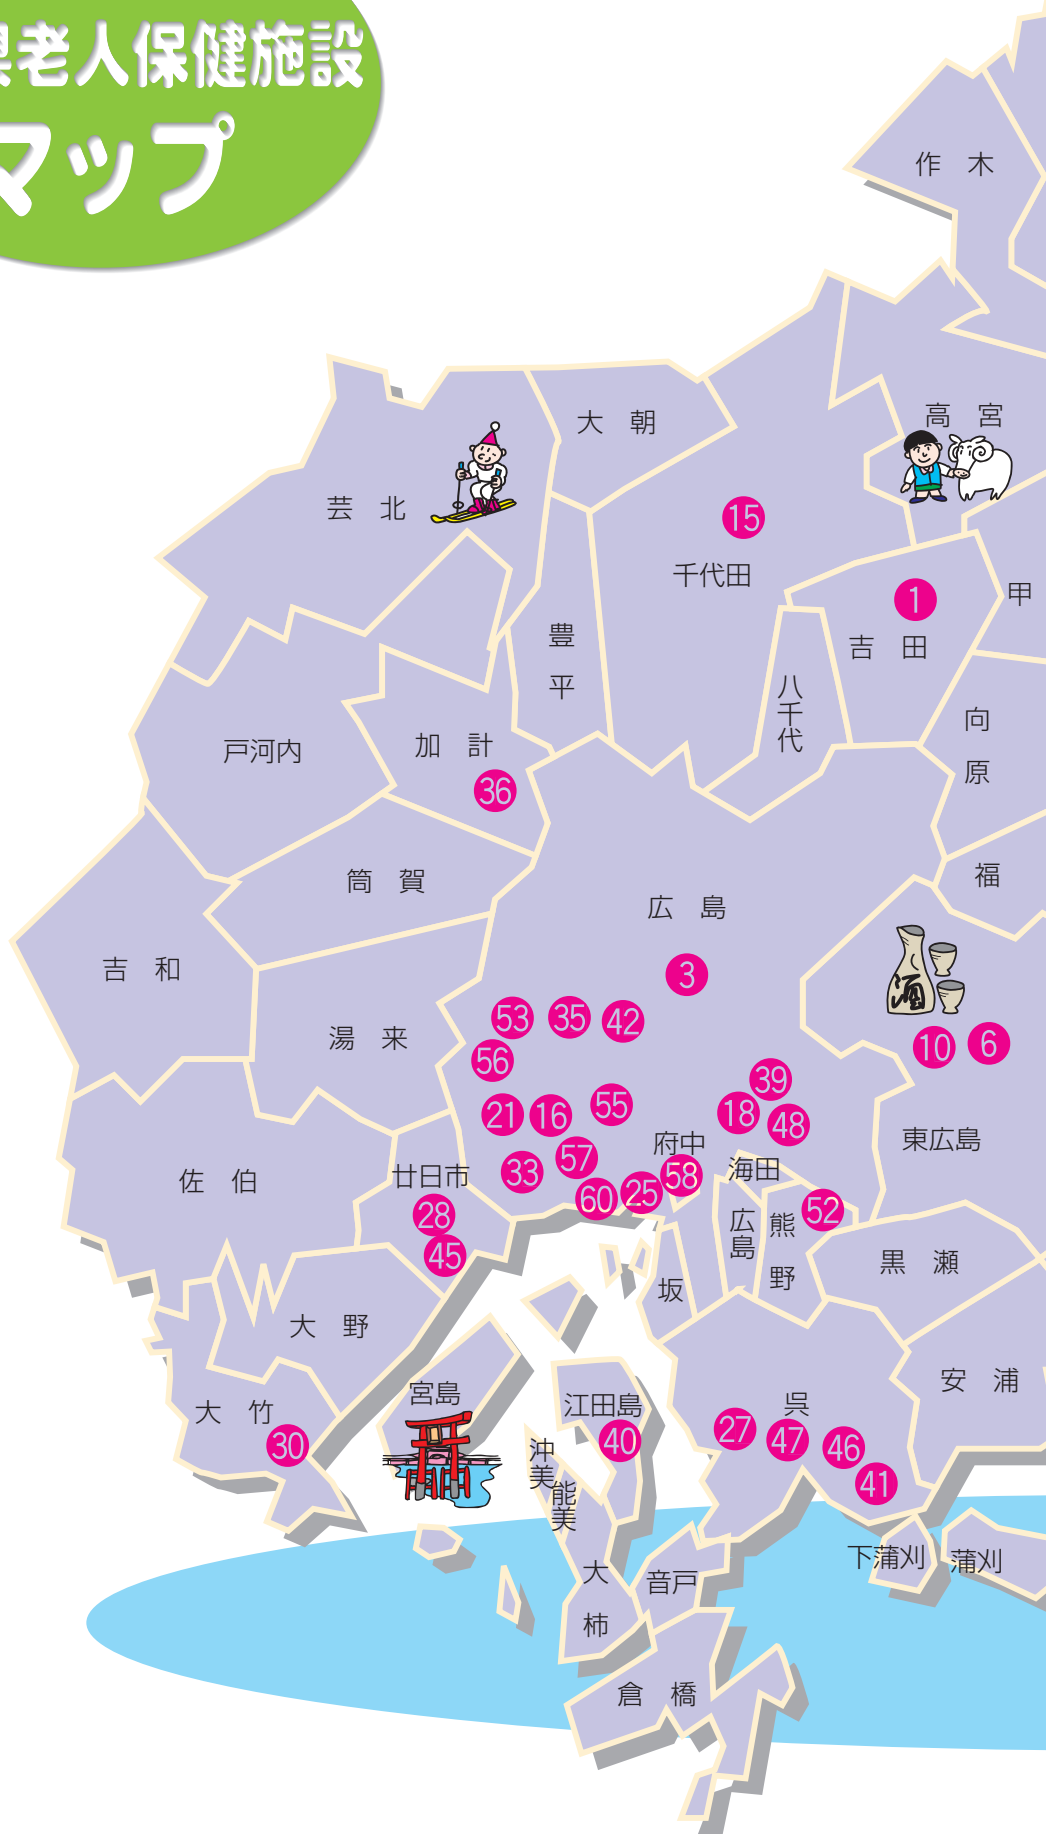 県老人保健施設
マップ
作 木
高 宮
大 朝
芸 北
15
千代田
1
甲
吉 田
豊平
八千代
向原
戸河内
加 計
36
筒 賀
福
広 島
吉 和
3
酒
53
35
42
10
6
湯 来
56
39
21
16
55
18
48
東広島
府中
33
57
58
海田
佐 伯
廿日市
60
25
28
広島
熊野
52
45
黒 瀬
坂
大 野
安 浦
宮島
江田島
呉
大 竹
30
40
27
47
46
41
沖美
能美
下蒲刈
蒲刈
大柿
音戸
倉 橋